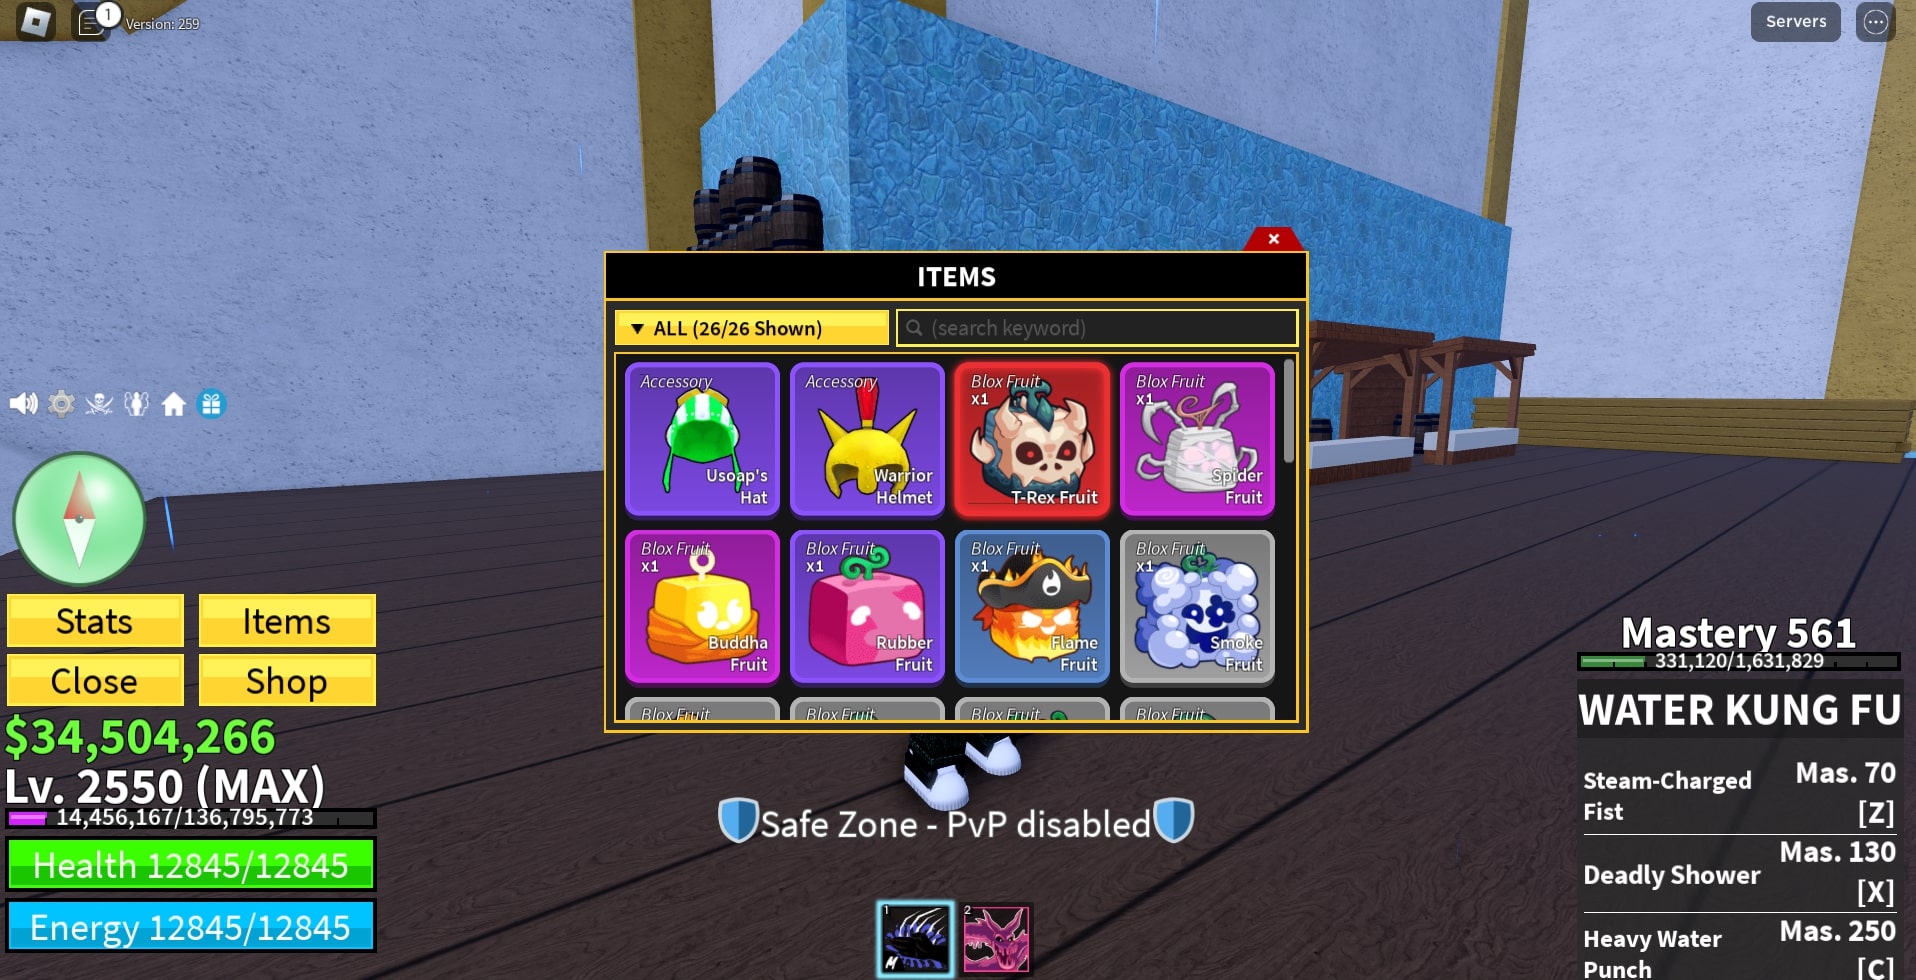 1
Version: 259
Servers
ITEMS
ALL (26/26 Shown)
(search keyword)
Accessory
Usoap's
Hat
Accessory
Warrior
Helmet
Blox Fruit
x1
T-Rex Fruit
Blox Fruit
x1
Spider
Fruit
Blox Fruit
x1
Buddha
Fruit
Blox Fruit
x1
Rubber
Fruit
Blox Fruit
x1
Flame
Fruit
Blox Fruit
x1
Smoke
Fruit
Blox Fruit
Blox Fruit
Blox Fruit
Blox Fruit
Stats
Items
Close
Shop
$34,504,266
Lv. 2550 (MAX)
14,456,167/136,795,773
Health 12845/12845
Energy 12845/12845
Safe Zone - PvP disabled
1
M
2
Mastery 561
331,120/1,631,829
WATER KUNG FU
Steam-Charged
Fist
Mas. 70
[Z]
Deadly Shower
Mas. 130
[X]
Heavy Water
Punch
Mas. 250
[C]